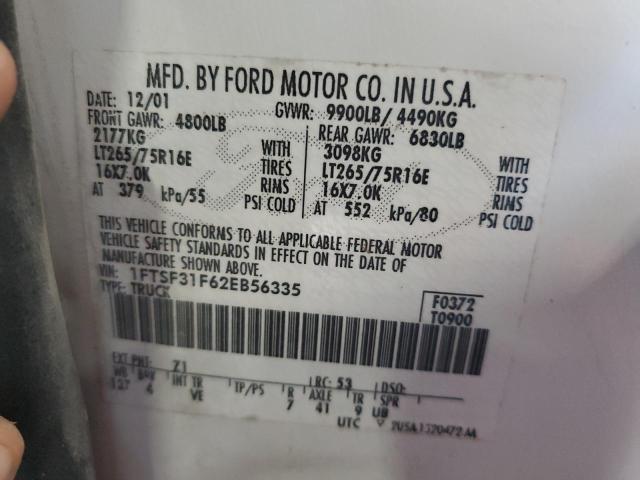 MFD. BY FORD MOTOR CO. IN U.S.A.
DATE: 12/01 GVWR: 9900LB/ 4490KG
FRONT GAWR: 4800LB REAR GAWR: 6830LB
2177KG WITH 3098KG WITH
LT265/75R16E TIRES LT265/75R16E TIRES
16X7.0K RIMS 16X7.0K RIMS
AT 379 kPa/55 PSI COLD AT 552 kPa/80 PSI COLD
THIS VEHICLE CONFORMS TO ALL APPLICABLE FEDERAL MOTOR
VEHICLE SAFETY STANDARDS IN EFFECT ON THE DATE OF
MANUFACTURE SHOWN ABOVE.
VIN: 1FTSF31F62EB56335
TYPE: TRUCK
F0372
T0900
EXT PNT: Z1 RC: 53 DSO:
WB BRK INT TR TP/PS R AXLE TR SPR
127 4 VE 7 41 9 UB
UTC